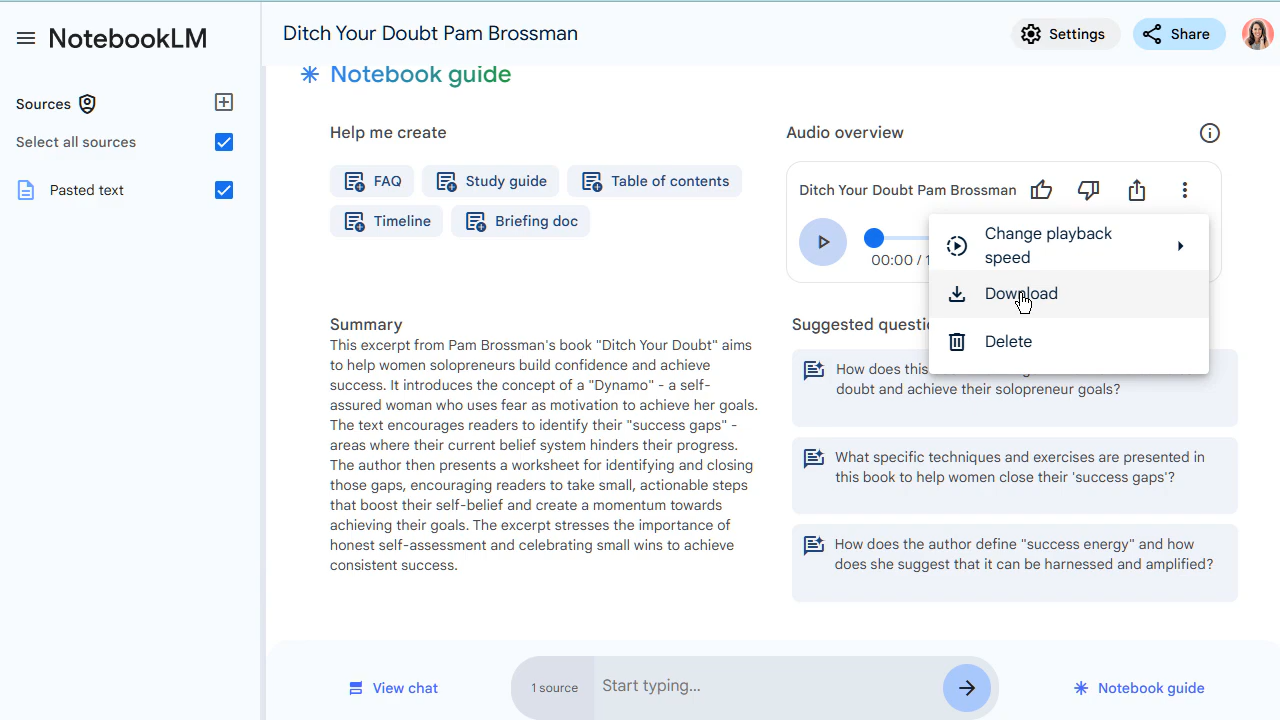 NotebookLM
Ditch Your Doubt Pam Brossman
Settings
Share
Sources
Select all sources
Pasted text
Notebook guide
Help me create
FAQ
Study guide
Table of contents
Timeline
Briefing doc
Audio overview
Ditch Your Doubt Pam Brossman
00:00 / 1
Change playback
speed
Download
Delete
Summary
This excerpt from Pam Brossman's book "Ditch Your Doubt" aims
to help women solopreneurs build confidence and achieve
success. It introduces the concept of a "Dynamo" - a self-
assured woman who uses fear as motivation to achieve her goals.
The text encourages readers to identify their "success gaps" -
areas where their current belief system hinders their progress.
The author then presents a worksheet for identifying and closing
those gaps, encouraging readers to take small, actionable steps
that boost their self-belief and create a momentum towards
achieving their goals. The excerpt stresses the importance of
honest self-assessment and celebrating small wins to achieve
consistent success.
Suggested questi
How does this
doubt and achieve their solopreneur goals?
What specific techniques and exercises are presented in
this book to help women close their 'success gaps'?
How does the author define "success energy" and how
does she suggest that it can be harnessed and amplified?
View chat
1 source
Start typing...
Notebook guide